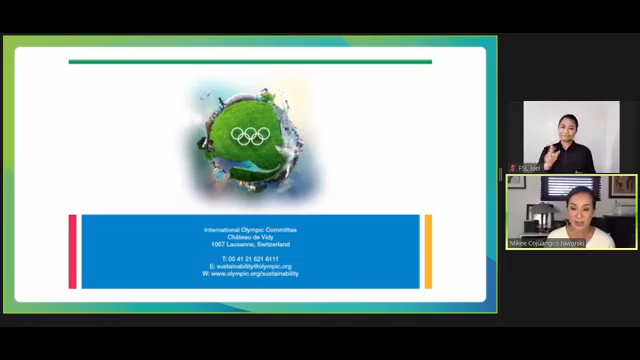 International Olympic Committee
Château de Vidy
1007 Lausanne, Switzerland
T: 00 41 21 621 6111
E: sustainability@olympic.org
W: www.olympic.org/sustainability
FSL Joel
Mikee Cojuangco Jaworski